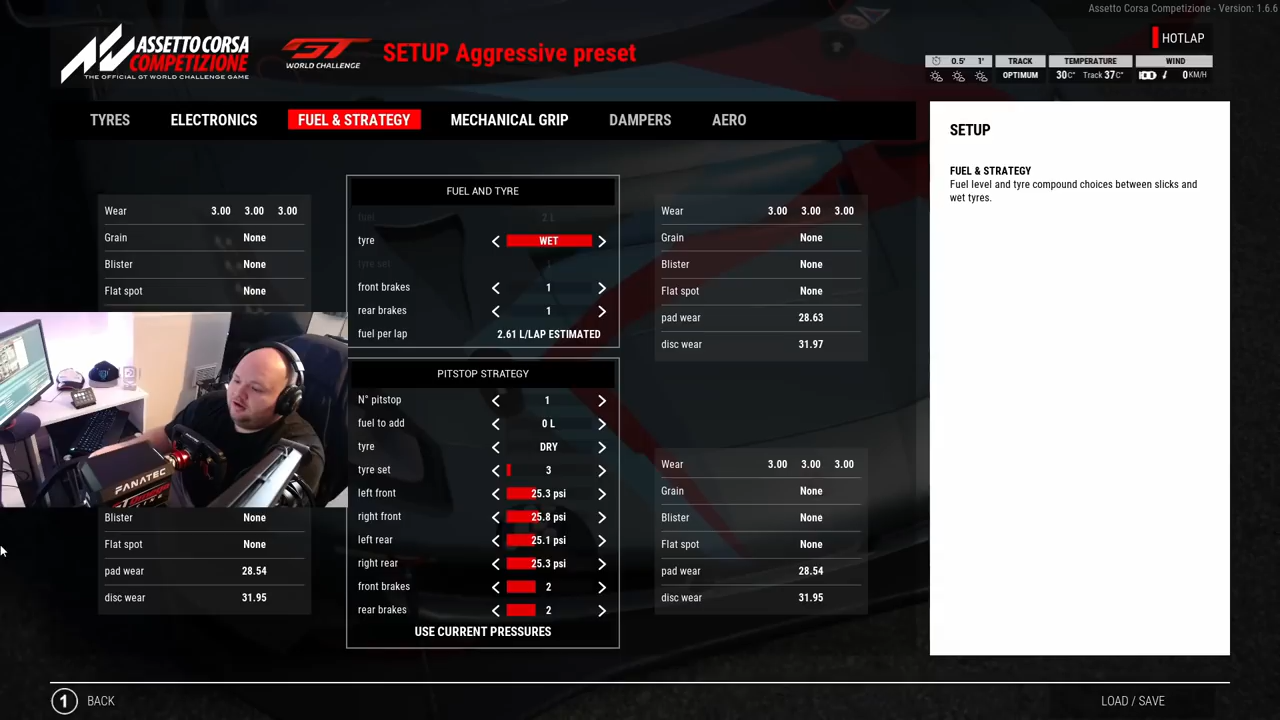 Assetto Corsa Competizione - Version: 1.6.6
ASSETTO CORSA
COMPETIZIONE
THE OFFICIAL GT WORLD CHALLENGE GAME
GT
WORLD CHALLENGE
SETUP Aggressive preset
HOTLAP
0.5' 1' TRACK TEMPERATURE WIND
OPTIMUM 30C° Track 37C° 0 KM/H
TYRES ELECTRONICS FUEL & STRATEGY MECHANICAL GRIP DAMPERS AERO
SETUP
FUEL & STRATEGY
Fuel level and tyre compound choices between slicks and
wet tyres.
Wear 3.00 3.00 3.00
Grain None
Blister None
Flat spot None
FUEL AND TYRE
fuel 2 L
tyre WET
tyre set 1
front brakes 1
rear brakes 1
fuel per lap 2.61 L/LAP ESTIMATED
Wear 3.00 3.00 3.00
Grain None
Blister None
Flat spot None
pad wear 28.63
disc wear 31.97
PITSTOP STRATEGY
N° pitstop 1
fuel to add 0 L
tyre DRY
tyre set 3
left front 25.3 psi
right front 25.8 psi
left rear 25.1 psi
right rear 25.3 psi
front brakes 2
rear brakes 2
USE CURRENT PRESSURES
FANATEC
Blister None
Flat spot None
pad wear 28.54
disc wear 31.95
Wear 3.00 3.00 3.00
Grain None
Blister None
Flat spot None
pad wear 28.54
disc wear 31.95
1 BACK
LOAD / SAVE